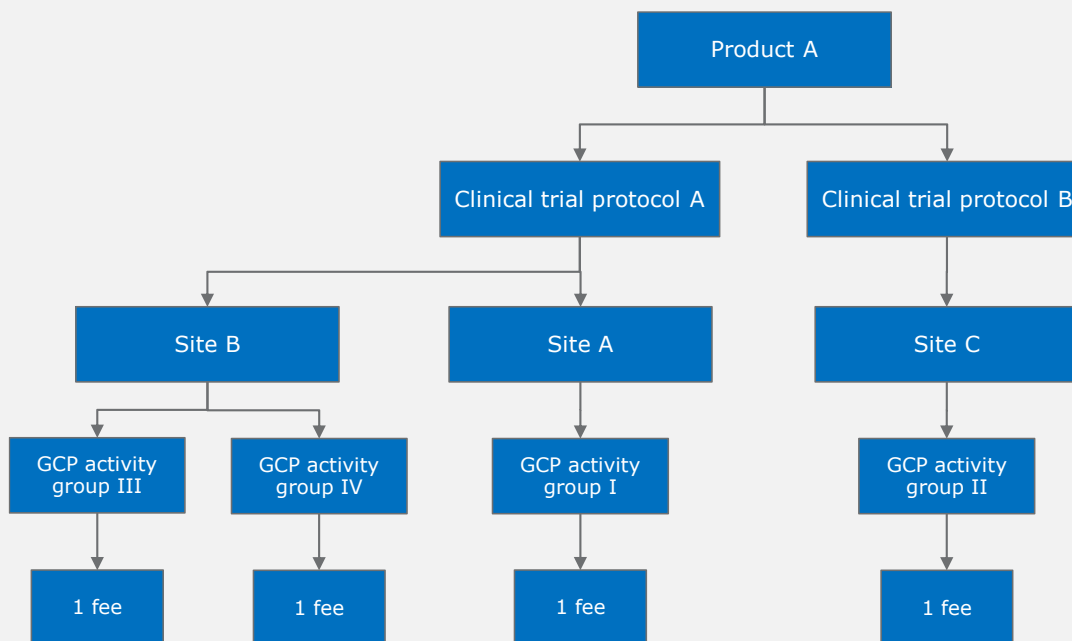 Product A
Clinical trial protocol A
Clinical trial protocol B
Site B
Site A
Site C
GCP activity
group III
GCP activity
group IV
GCP activity
group I
GCP activity
group II
1 fee
1 fee
1 fee
1 fee